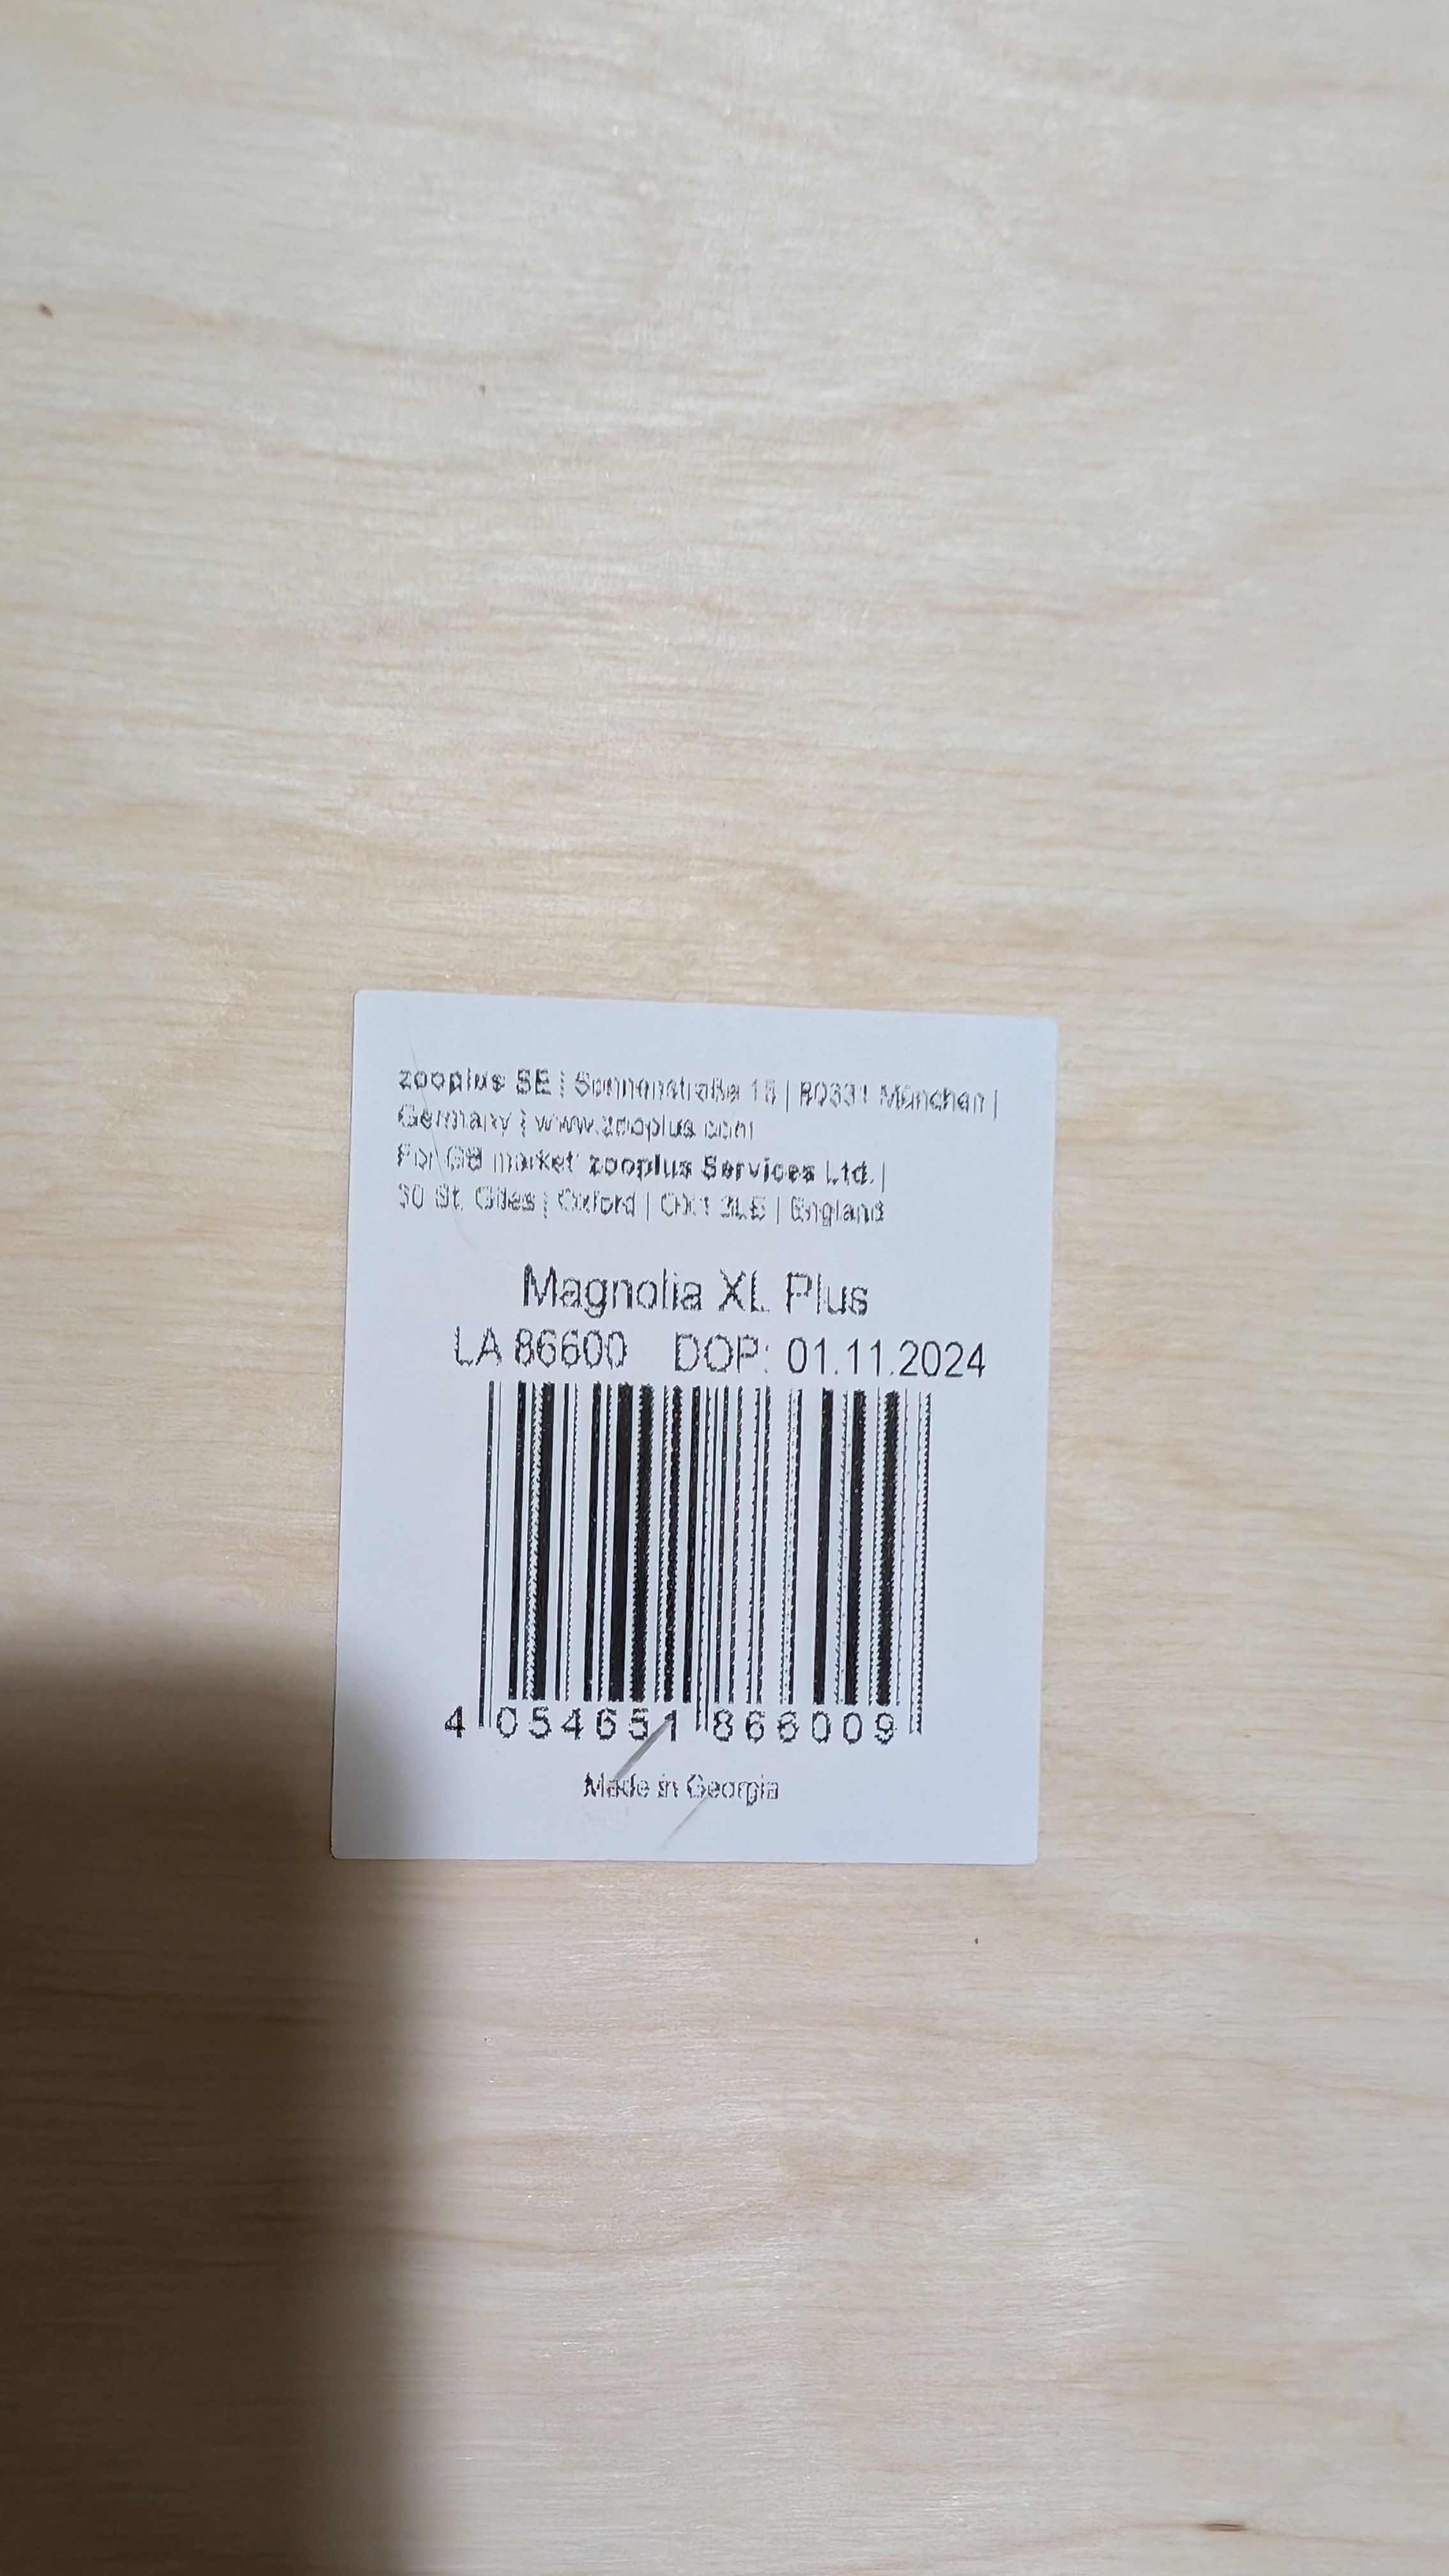 zooplus SE | Sonnenstraße 15 | 80331 München |
Germany | www.zooplus.com
For GB market: zooplus Services Ltd. |
30 St. Giles | Oxford | OX1 3LE | England
Magnolia XL Plus
LA 86600 DOP: 01.11.2024
4 054651 866009
Made in Georgia